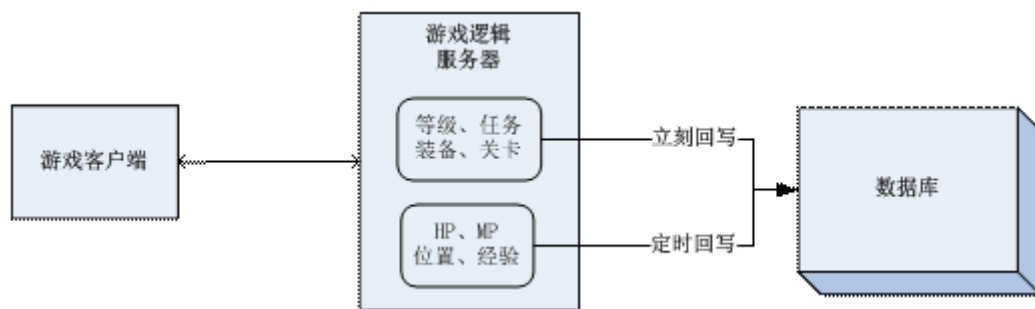 游戏逻辑
服务器
等级、任务
装备、关卡
立刻回写
游戏客户端
数据库
HP、MP
位置、经验
定时回写